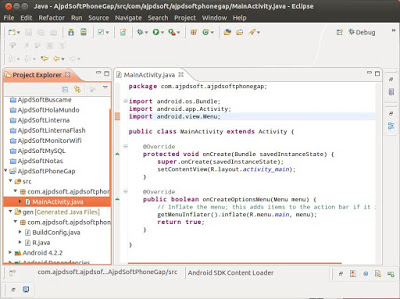 Java - AjpdSoftPhoneGap/src/com/ajpdsoft/ajpdsoftphonegap/MainActivity.java - Eclipse
File Edit Refactor Run Source Navigate Search Project Window Help
Debug
Project Explorer
AjpdSoftBuscame
AjpdSoftHolaMundo
AjpdSoftLinterna
AjpdSoftLinternaFlash
AjpdSoftMonitorWifi
AjpdSoftMySQL
AjpdSoftNotas
AjpdSoftPhoneGap
src
com.ajpdsoft.ajpdsoftphon
MainActivity.java
gen [Generated Java Files]
com.ajpdsoft.ajpdsoftph
BuildConfig.java
R.java
Android 4.2.2
Android Dependencies
MainActivity.java
package com.ajpdsoft.ajpdsoftphonegap;
import android.os.Bundle;
import android.app.Activity;
import android.view.Menu;
public class MainActivity extends Activity {
@Override
protected void onCreate(Bundle savedInstanceState) {
super.onCreate(savedInstanceState);
setContentView(R.layout.activity_main);
}
@Override
public boolean onCreateOptionsMenu(Menu menu) {
// Inflate the menu; this adds items to the action bar if it
getMenuInflater().inflate(R.menu.main, menu);
return true;
}
com.ajpdsof...AjpdSoftPhoneGap/src
Android SDK Content Loader